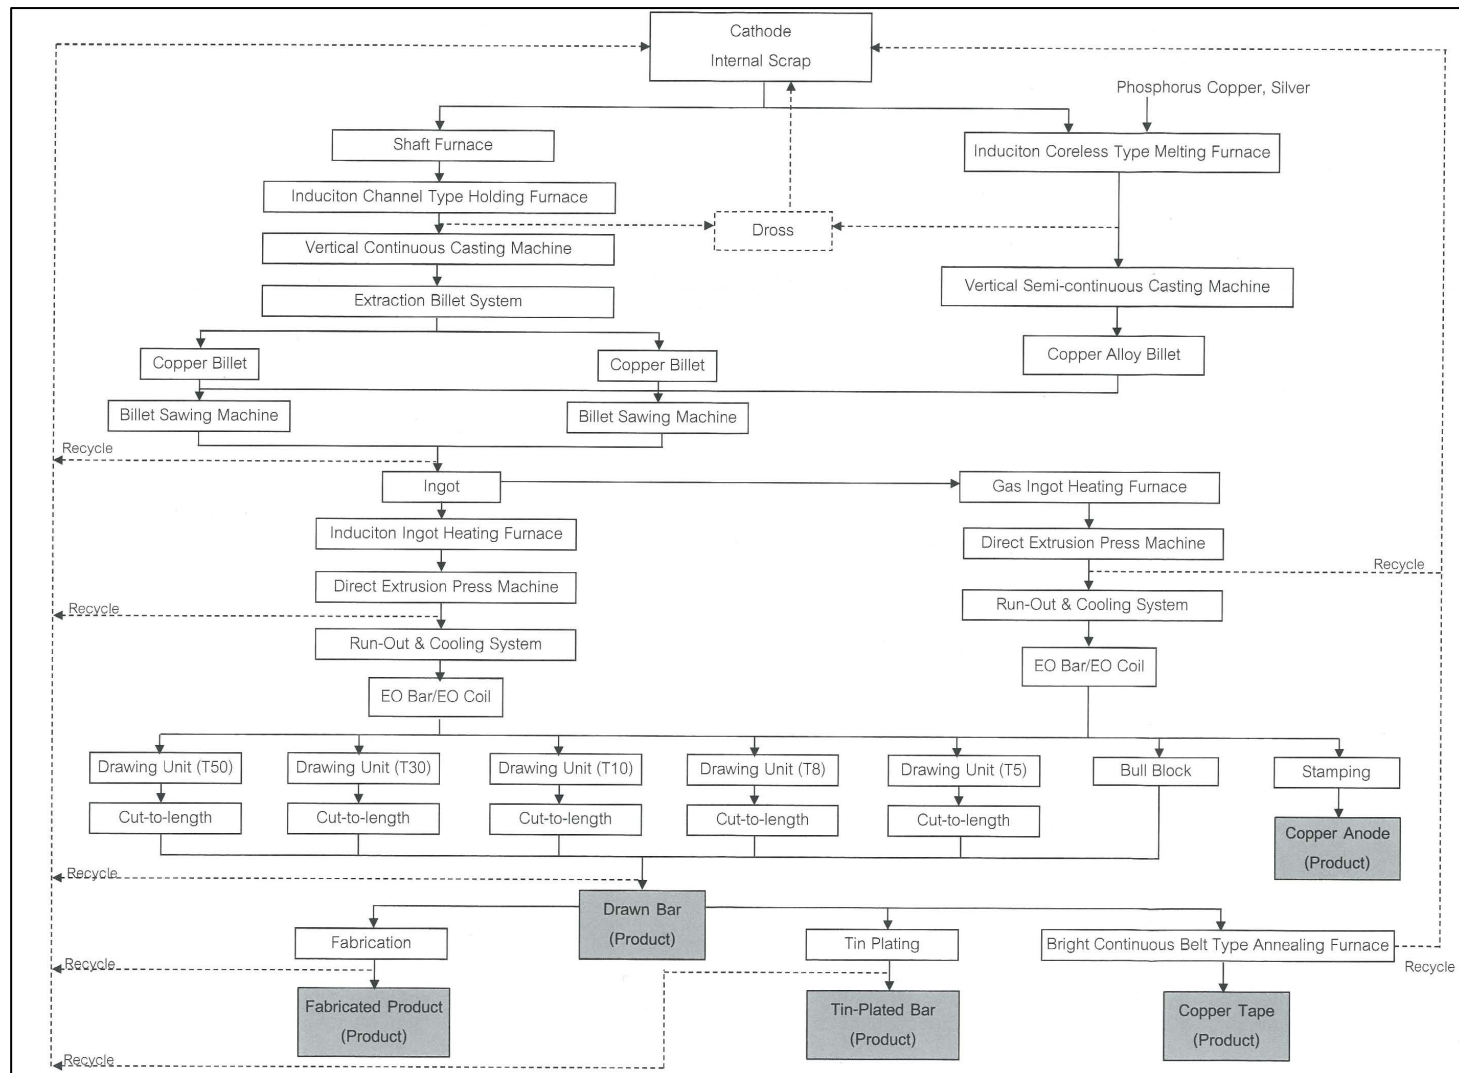 Cathode
Internal Scrap
Phosphorus Copper, Silver
Shaft Furnace
Induciton Coreless Type Melting Furnace
Induciton Channel Type Holding Furnace
Dross
Vertical Continuous Casting Machine
Vertical Semi-continuous Casting Machine
Extraction Billet System
Copper Billet
Copper Billet
Copper Alloy Billet
Billet Sawing Machine
Billet Sawing Machine
Recycle
Ingot
Gas Ingot Heating Furnace
Induciton Ingot Heating Furnace
Direct Extrusion Press Machine
Direct Extrusion Press Machine
Recycle
Recycle
Run-Out & Cooling System
Run-Out & Cooling System
EO Bar/EO Coil
EO Bar/EO Coil
Drawing Unit (T50)
Drawing Unit (T30)
Drawing Unit (T10)
Drawing Unit (T8)
Drawing Unit (T5)
Bull Block
Stamping
Cut-to-length
Cut-to-length
Cut-to-length
Cut-to-length
Cut-to-length
Copper Anode
(Product)
Recycle
Drawn Bar
(Product)
Fabrication
Tin Plating
Bright Continuous Belt Type Annealing Furnace
Recycle
Recycle
Fabricated Product
(Product)
Tin-Plated Bar
(Product)
Copper Tape
(Product)
Recycle